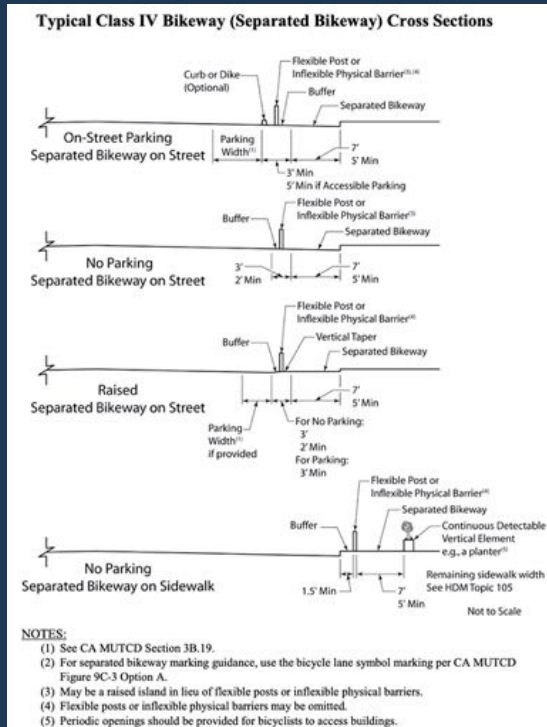 Typical Class IV Bikeway (Separated Bikeway) Cross Sections
Flexible Post or
Inflexible Physical Barrier(3),(4)
Curb or Dike
(Optional)
Buffer
Separated Bikeway
On-Street Parking
Separated Bikeway on Street
Parking
Width(1)
7'
5' Min
3' Min
5' Min if Accessible Parking
Flexible Post or
Inflexible Physical Barrier(3)
Buffer
Separated Bikeway
No Parking
Separated Bikeway on Street
3'
2' Min
7'
5' Min
Flexible Post or
Inflexible Physical Barrier(4)
Vertical Taper
Buffer
Separated Bikeway
Raised
Separated Bikeway on Street
7'
5' Min
Parking
Width(1)
if provided
For No Parking:
3'
2' Min
For Parking:
3' Min
Flexible Post or
Inflexible Physical Barrier(4)
Separated Bikeway
Buffer
Continuous Detectable
Vertical Element
e.g., a planter(5)
No Parking
Separated Bikeway on Sidewalk
1.5' Min
7'
5' Min
Remaining sidewalk width
See HDM Topic 105
Not to Scale
NOTES:
(1) See CA MUTCD Section 3B.19.
(2) For separated bikeway marking guidance, use the bicycle lane symbol marking per CA MUTCD
Figure 9C-3 Option A.
(3) May be a raised island in lieu of flexible posts or inflexible physical barriers.
(4) Flexible posts or inflexible physical barriers may be omitted.
(5) Periodic openings should be provided for bicyclists to access buildings.